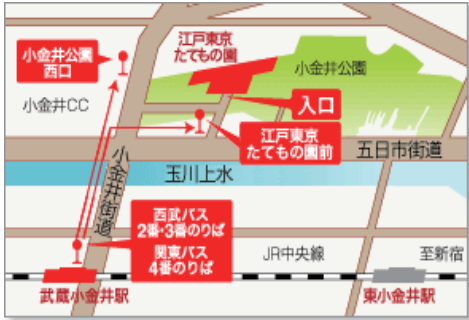 小金井公園
西口
江戸東京
たてもの園
小金井公園
小金井CC
入口
江戸東京
たてもの園前
五日市街道
小金井街道
玉川上水
西武バス
2番・3番のりば
関東バス
4番のりば
JR中央線
至新宿
武蔵小金井駅
東小金井駅